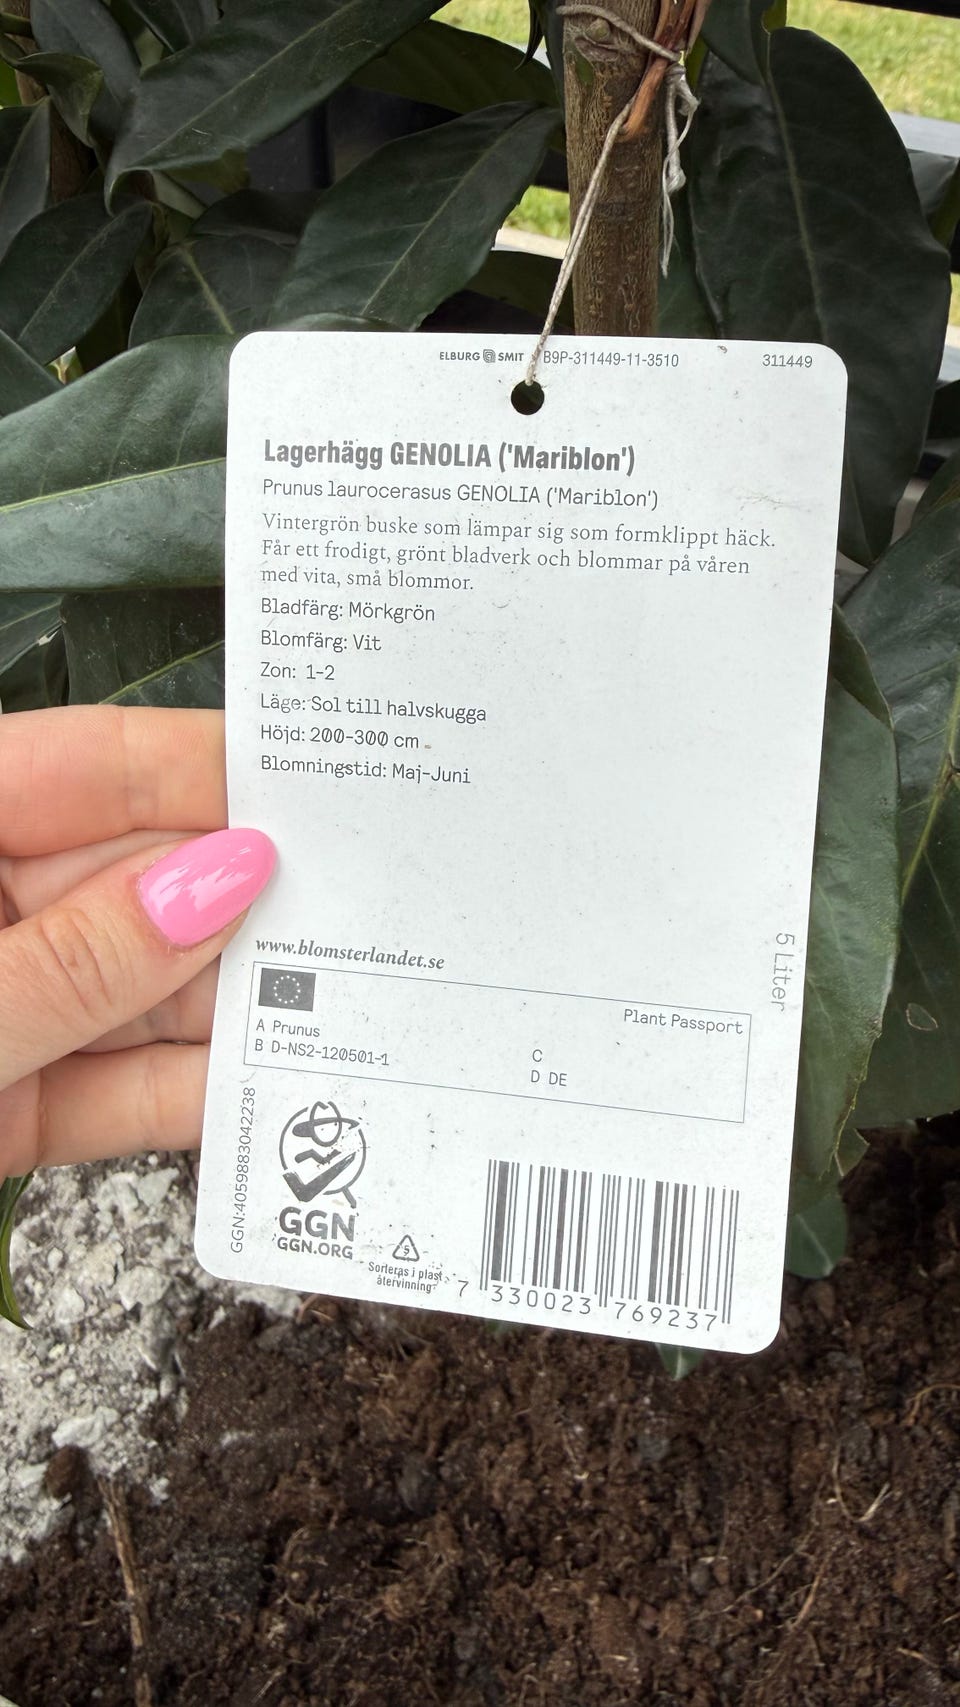 ELBURG SMIT B9P-311449-11-3510 311449
Lagerhägg GENOLIA ('Mariblon')
Prunus laurocerasus GENOLIA ('Mariblon')
Vintergrön buske som lämpar sig som formklippt häck.
Får ett frodigt, grönt bladverk och blommar på våren
med vita, små blommor.
Bladfärg: Mörkgrön
Blomfärg: Vit
Zon: 1-2
Läge: Sol till halvskugga
Höjd: 200-300 cm
Blomningstid: Maj-Juni
5 Liter
www.blomsterlandet.se
Plant Passport
A Prunus
B D-NS2-120501-1
C
D DE
GGN:4059883042238
GGN
GGN.ORG
5
Sorteras i plast
återvinning
7 330023 769237